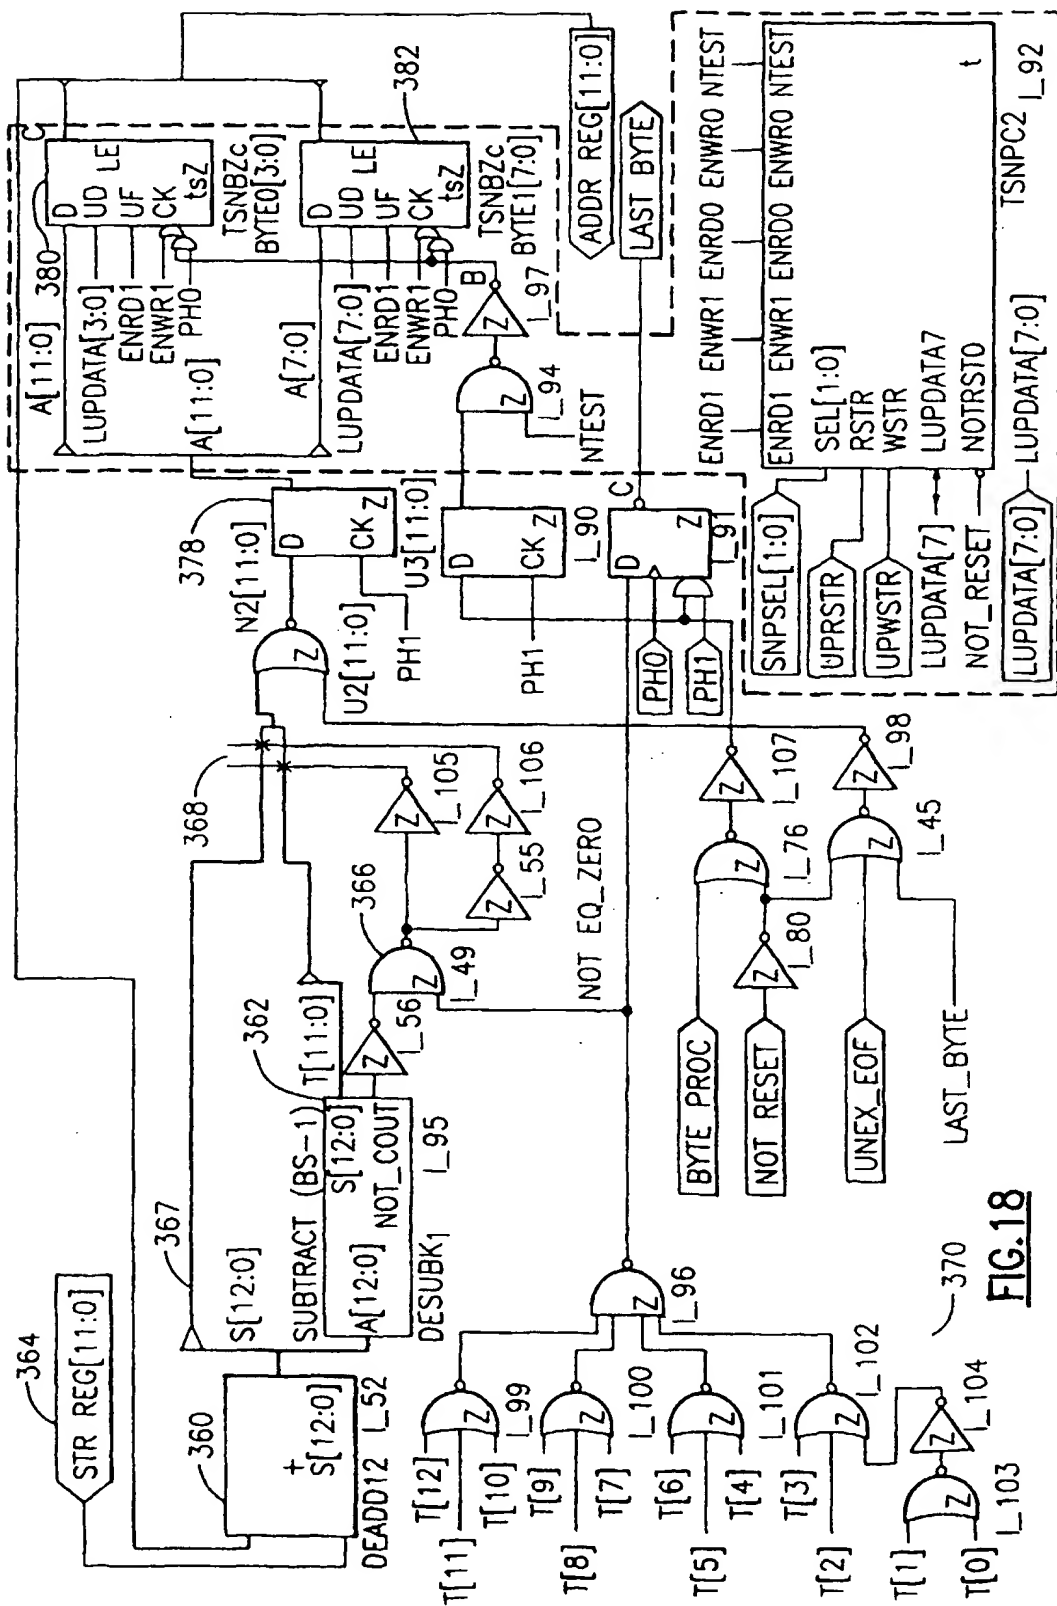 364
STR REG[11:0]
360
+
S[12:0]
DEADD12 I_52
367
S[12:0]
SUBTRACT (BS-1)
A[12:0]
S[12:0]
NOT_COUT
DESUBK1
I_95
362
T[11:0]
I_56
366
I_49
Z
Z
368
I_105
I_106
I_55
Z
Z
Z
N2[11:0]
Z
U2[11:0]
378
D
CK
Z
PH1
U3[11:0]
A[11:0]
380
LUPDATA[3:0]
ENRD1
ENWR1
PH0
A[11:0]
D
UD
LE
UF
CK
tsZ
C
TSNBZc
BYTE0[3:0]
A[7:0]
LUPDATA[7:0]
ENRD1
ENWR1
PH0
D
UD
LE
UF
CK
tsZ
382
TSNBZc
BYTE1[7:0]
B
Z
I_97
Z
I_94
NTEST
D
CK
Z
I_90
PH1
D
Z
C
I_91
PH0
PH1
ADDR REG[11:0]
LAST BYTE
NOT EQ_ZERO
T[12]
T[11]
T[10]
Z
I_99
T[9]
T[8]
T[7]
Z
I_100
T[6]
T[5]
T[4]
Z
I_101
T[3]
T[2]
Z
I_102
T[1]
T[0]
Z
I_103
Z
I_104
Z
I_96
370
BYTE PROC
NOT RESET
UNEX_EOF
LAST_BYTE
Z
I_80
Z
I_76
Z
I_107
Z
I_45
Z
I_98
ENRD1 ENWR1 ENRD0 ENWR0 NTEST
ENRD1 ENWR1 ENRD0 ENWR0 NTEST
SNPSEL[1:0]
SEL[1:0]
UPRSTR
RSTR
UPWSTR
WSTR
LUPDATA[7]
LUPDATA7
NOT_RESET
NOTRSTO
t
TSNPC2
I_92
LUPDATA[7:0]
LUPDATA[7:0]
FIG.18